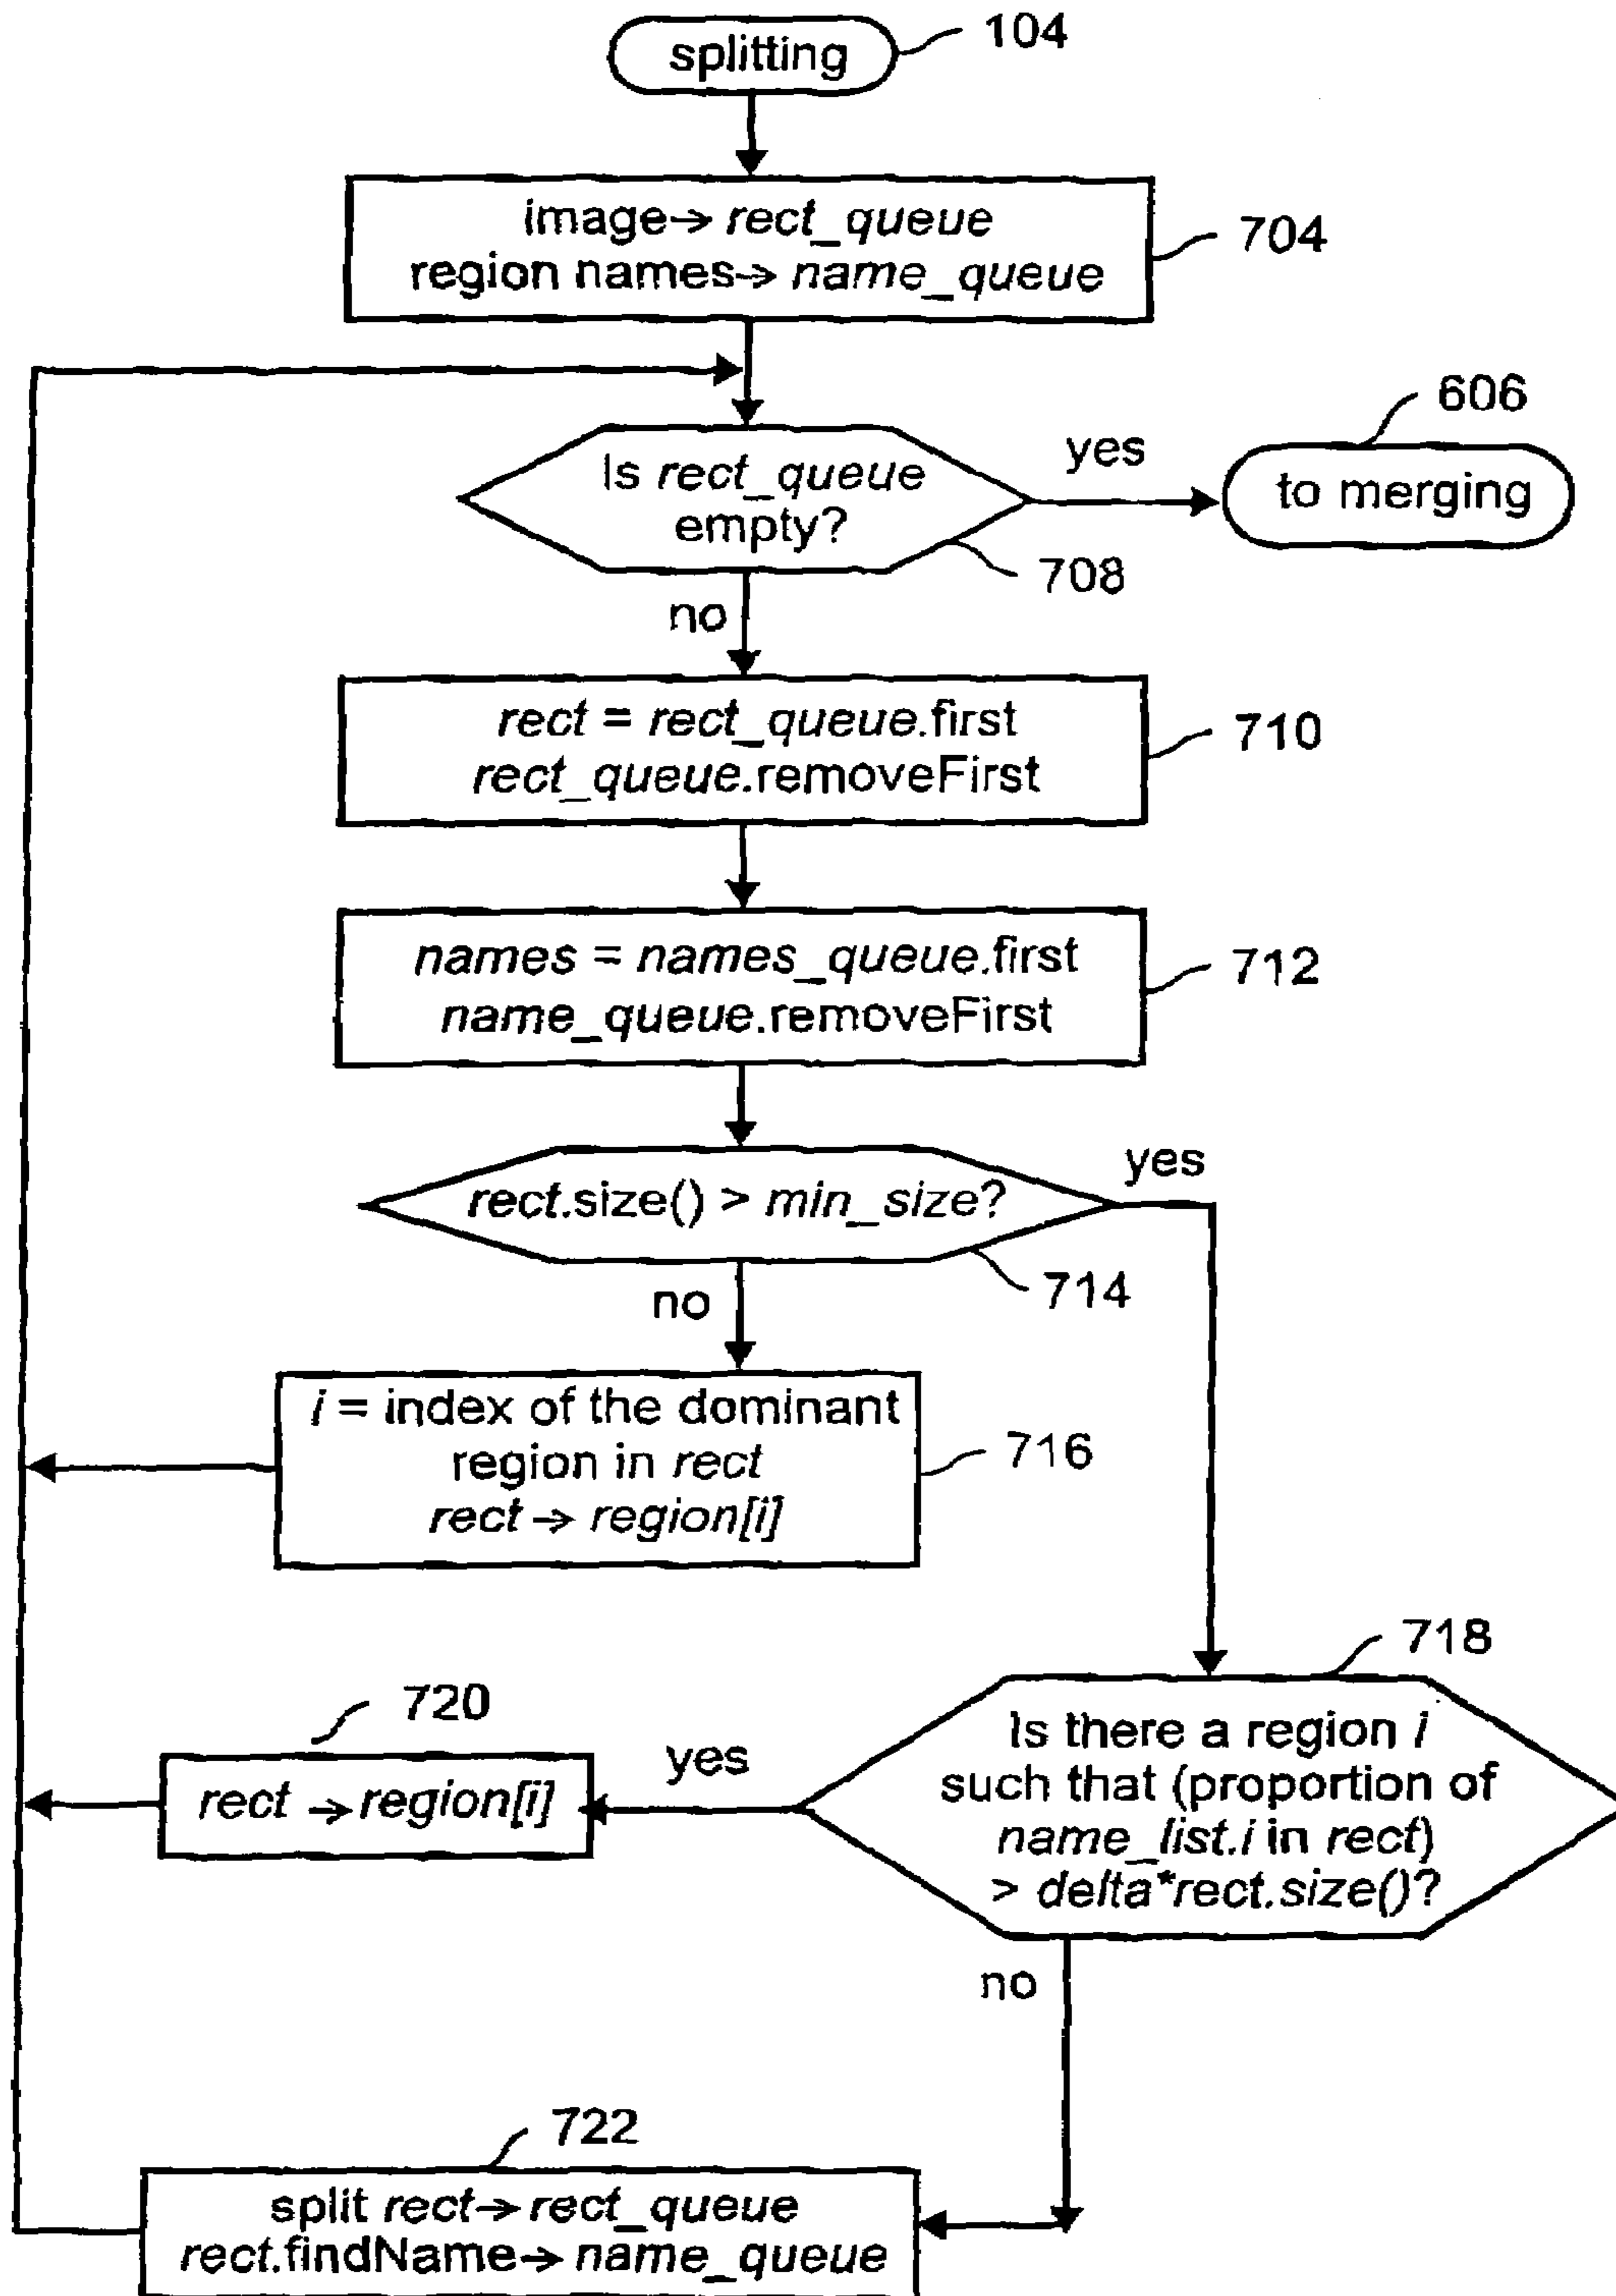 splitting
104
image→ rect_queue
region names→ name_queue
704
Is rect_queue
empty?
708
yes
to merging
606
no
rect = rect_queue.first
rect_queue.removeFirst
710
names = names_queue.first
name_queue.removeFirst
712
rect.size() > min_size?
714
yes
no
i = index of the dominant
region in rect
rect → region[i]
716
718
Is there a region i
such that (proportion of
name_list.i in rect)
> delta*rect.size()?
yes
720
rect → region[i]
no
722
split rect→ rect_queue
rect.findName→ name_queue